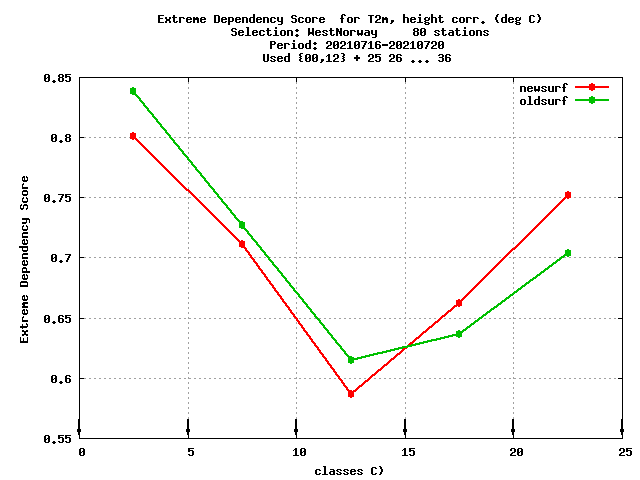 Extreme Dependency Score  for T2m, height corr. (deg C)
Selection: WestNorway     80 stations
Period: 20210716-20210720
Used {00,12} + 25 26 ... 36
newsurf
oldsurf
0.85
0.8
0.75
0.7
0.65
0.6
0.55
Extreme Dependency Score
0 5 10 15 20 25
classes C)